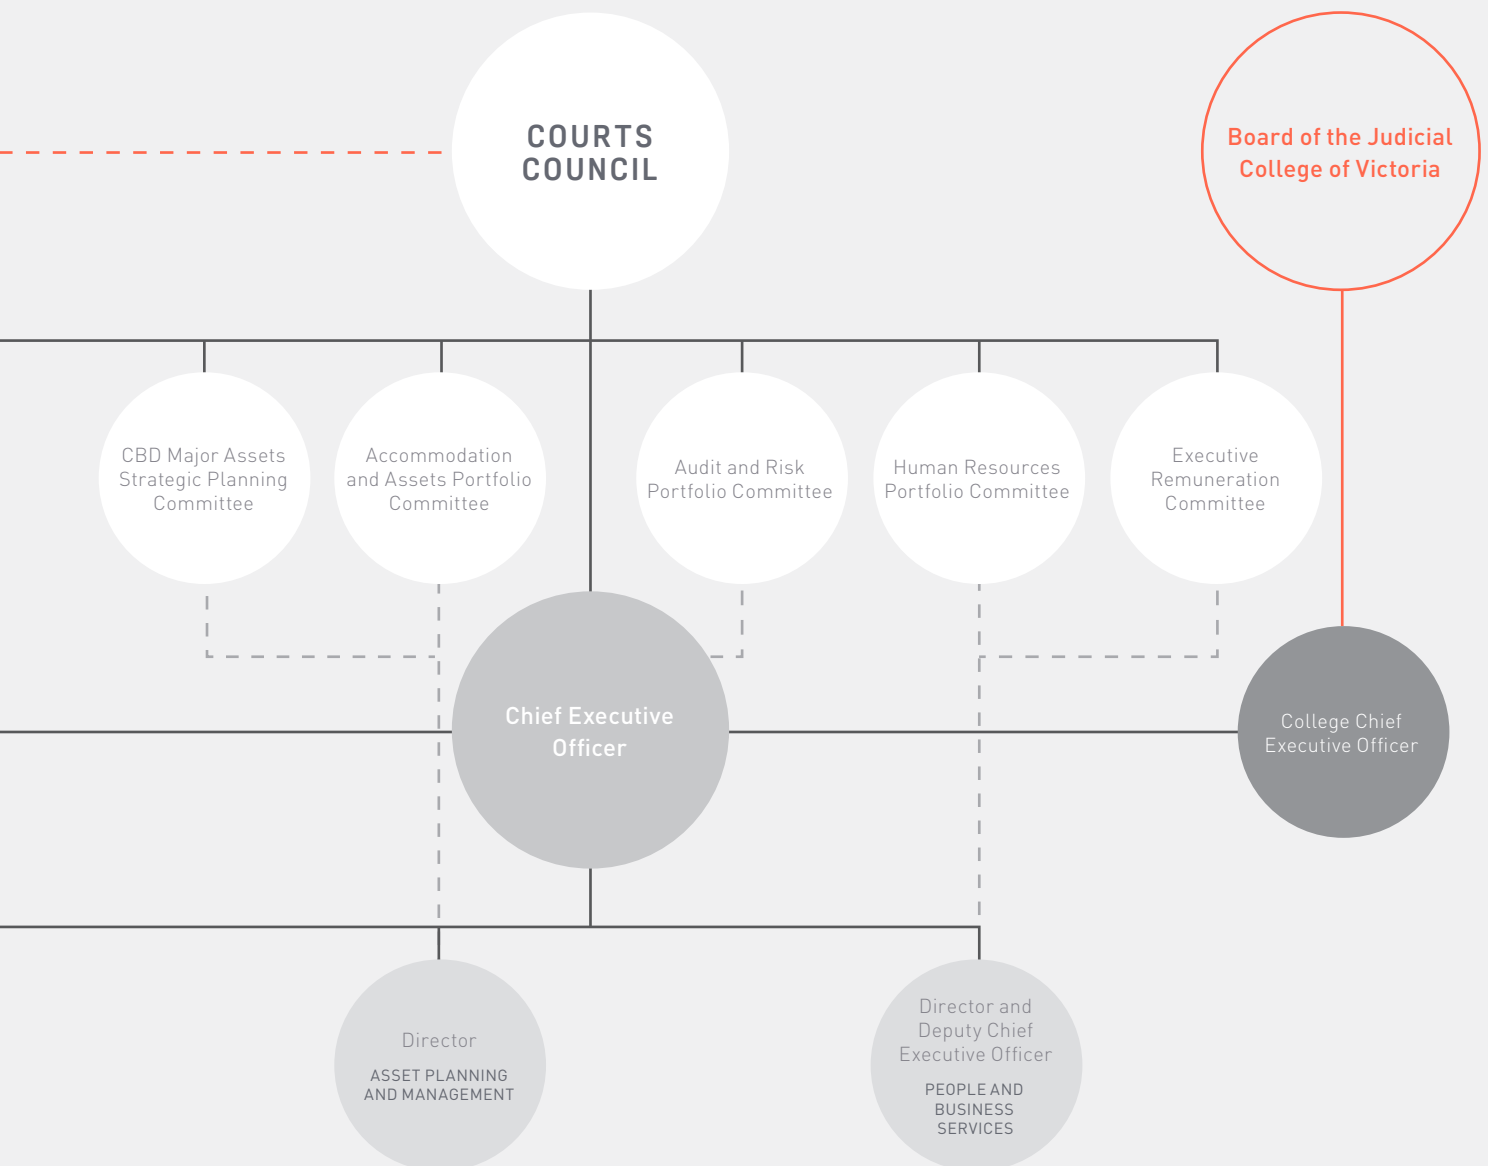 COURTS
COUNCIL
Board of the Judicial
College of Victoria
CBD Major Assets
Strategic Planning
Committee
Accommodation
and Assets Portfolio
Committee
Audit and Risk
Portfolio Committee
Human Resources
Portfolio Committee
Executive
Remuneration
Committee
Chief Executive
Officer
College Chief
Executive Officer
Director
ASSET PLANNING
AND MANAGEMENT
Director and
Deputy Chief
Executive Officer
PEOPLE AND
BUSINESS
SERVICES